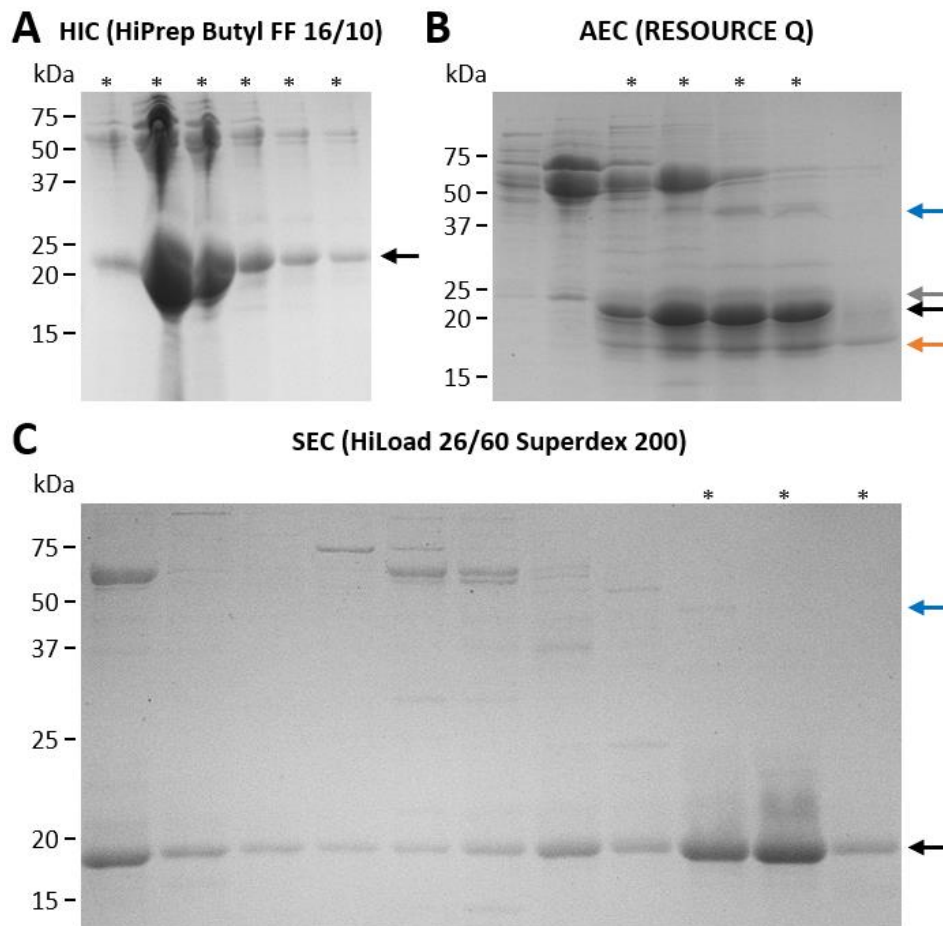 A HIC (HiPrep Butyl FF 16/10)
kDa
* * * * * *
75
50
37
25
20
15
B AEC (RESOURCE Q)
kDa
* * * *
75
50
37
25
20
15
C SEC (HiLoad 26/60 Superdex 200)
kDa
* * *
75
50
37
25
20
15